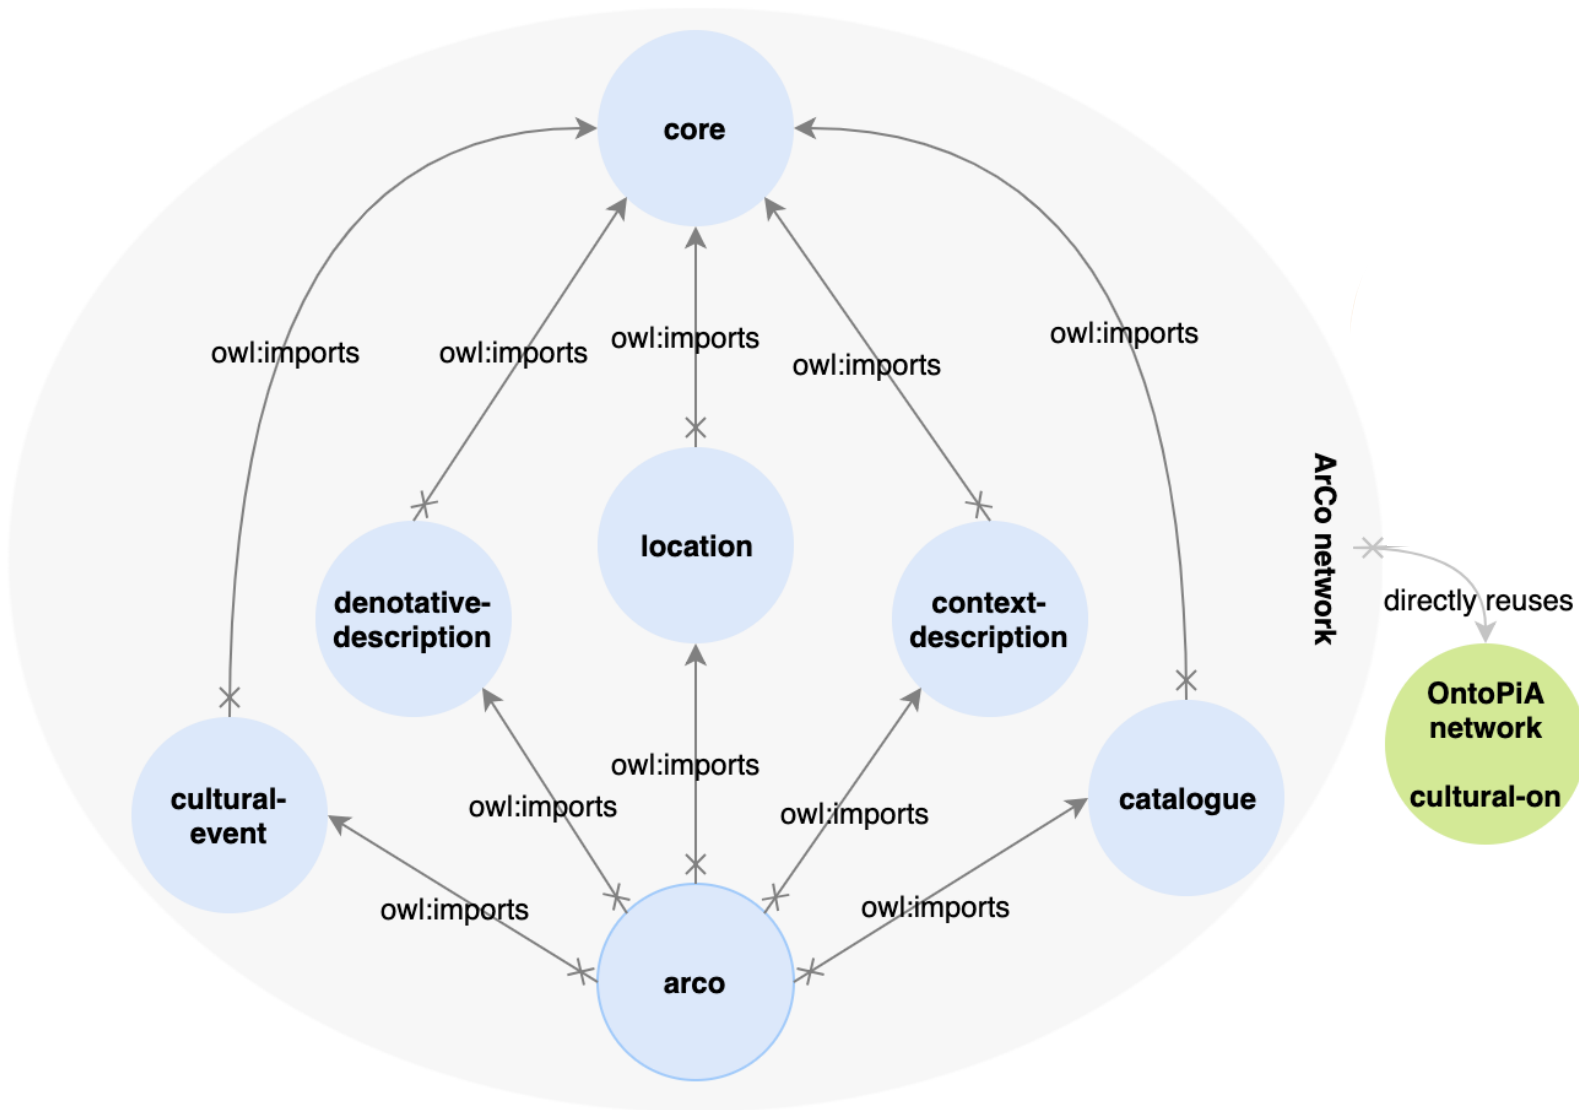 core
owl:imports
owl:imports
owl:imports
owl:imports
owl:imports
ArCo network
location
denotative-
description
context-
description
directly reuses
OntoPiA
network
cultural-on
cultural-
event
catalogue
owl:imports
owl:imports
owl:imports
owl:imports
owl:imports
arco